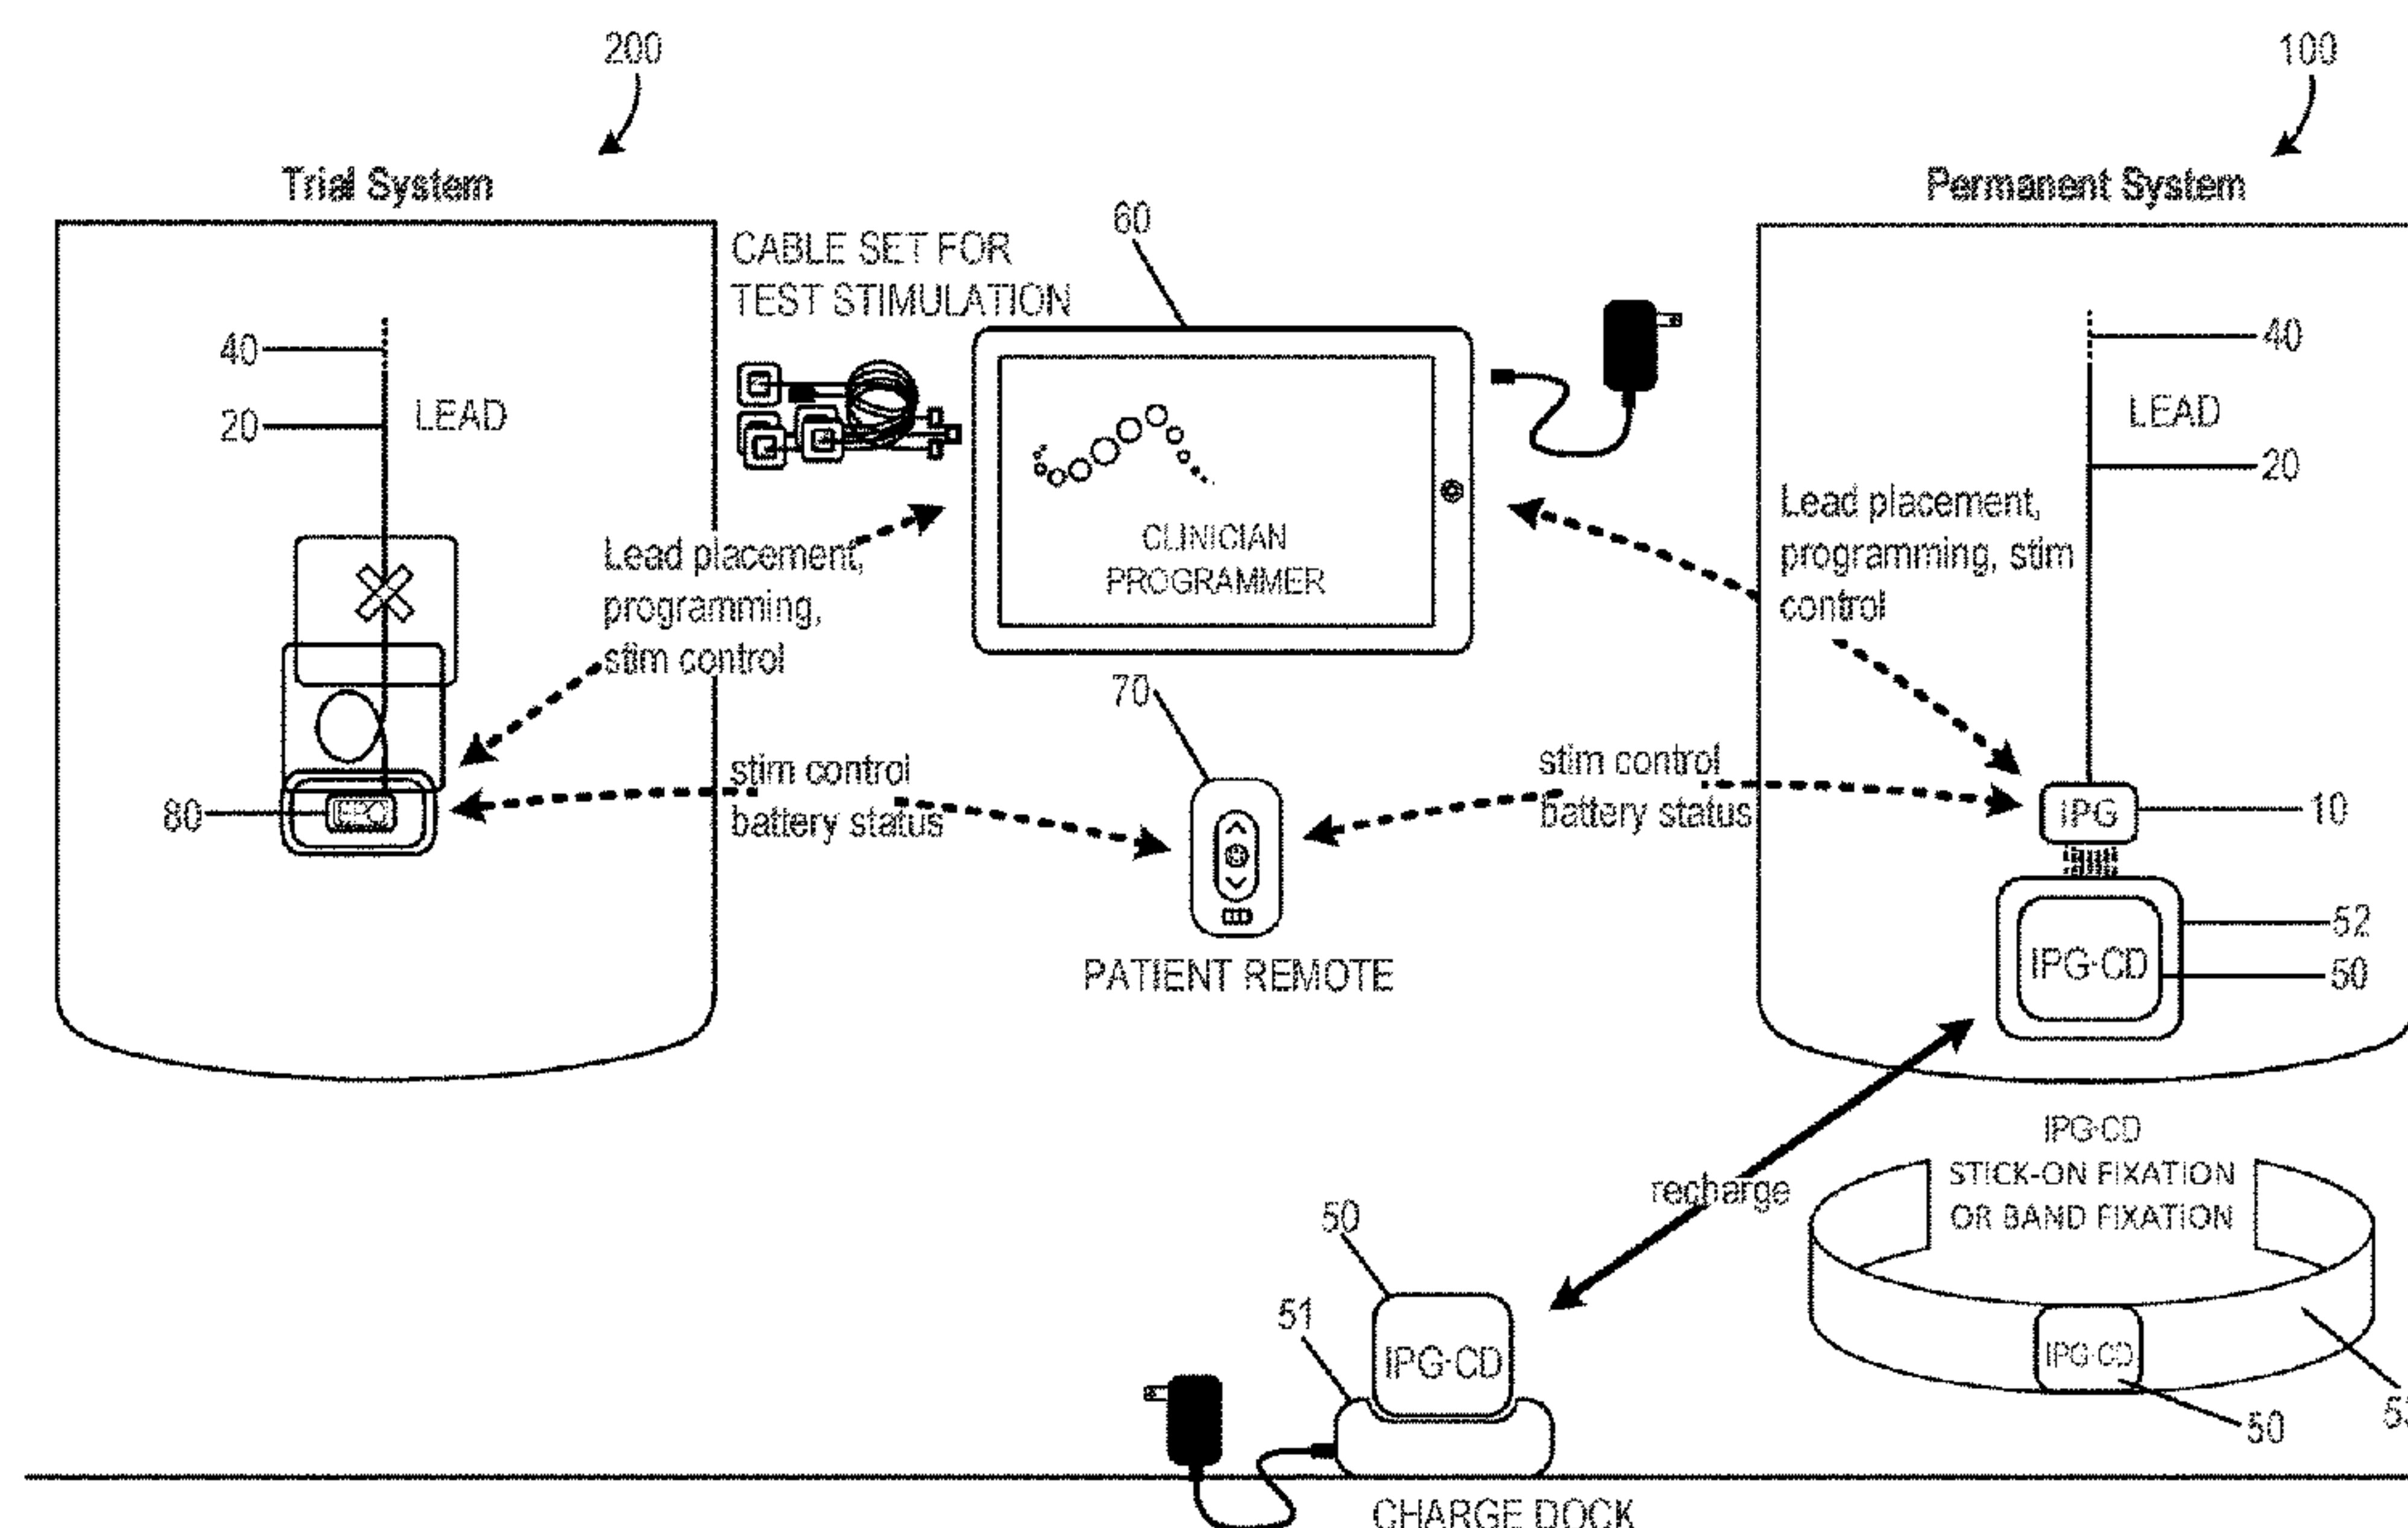 200
100
Trial System
Permanent System
CABLE SET FOR
TEST STIMULATION
60
40
20
LEAD
40
LEAD
20
Lead placement,
programming,
stim control
CLINICIAN
PROGRAMMER
Lead placement,
programming, stim
control
70
stim control
battery status
stim control
battery status
80
IPG
10
PATIENT REMOTE
52
IPG-CD
50
recharge
IPG-CD
STICK-ON FIXATION
OR BAND FIXATION
50
51
IPG-CD
IPG-CD
50
CHARGE DOCK